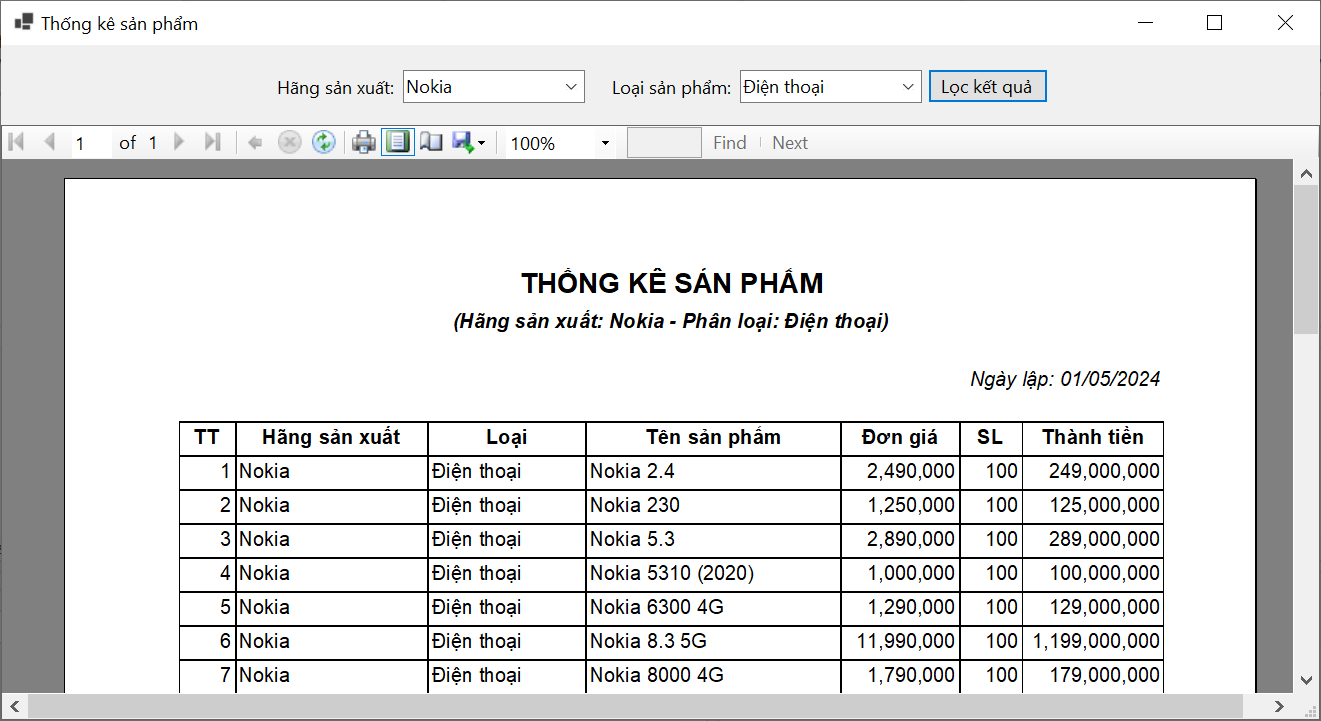 Thống kê sản phẩm
Hãng sản xuất: Nokia Loại sản phẩm: Điện thoại Lọc kết quả
1 of 1 100% Find Next
THỐNG KÊ SẢN PHẨM
(Hãng sản xuất: Nokia - Phân loại: Điện thoại)
Ngày lập: 01/05/2024
TT Hãng sản xuất Loại Tên sản phẩm Đơn giá SL Thành tiền
1 Nokia Điện thoại Nokia 2.4 2,490,000 100 249,000,000
2 Nokia Điện thoại Nokia 230 1,250,000 100 125,000,000
3 Nokia Điện thoại Nokia 5.3 2,890,000 100 289,000,000
4 Nokia Điện thoại Nokia 5310 (2020) 1,000,000 100 100,000,000
5 Nokia Điện thoại Nokia 6300 4G 1,290,000 100 129,000,000
6 Nokia Điện thoại Nokia 8.3 5G 11,990,000 100 1,199,000,000
7 Nokia Điện thoại Nokia 8000 4G 1,790,000 100 179,000,000